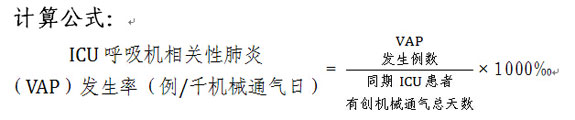 计算公式:
ICU 呼吸机相关性肺炎
(VAP)发生率(例/千机械通气日)
=
VAP
发生例数
同期 ICU 患者
有创机械通气总天数
× 1000‰